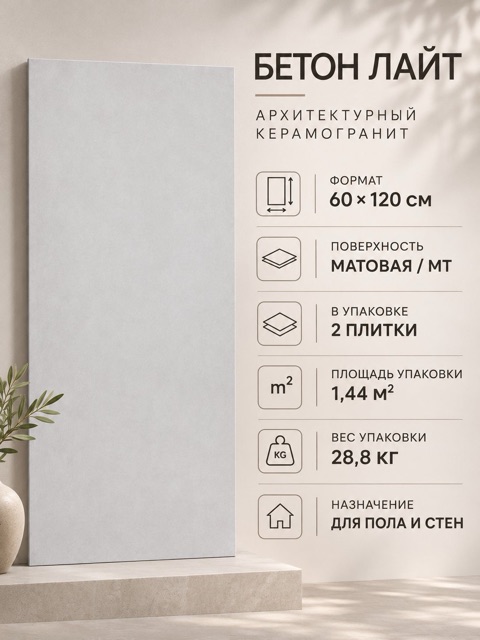 БЕТОН ЛАЙТ
АРХИТЕКТУРНЫЙ
КЕРАМОГРАНИТ
ФОРМАТ
60 × 120 см
ПОВЕРХНОСТЬ
МАТОВАЯ / МТ
В УПАКОВКЕ
2 ПЛИТКИ
m²
ПЛОЩАДЬ УПАКОВКИ
1,44 м²
KG
ВЕС УПАКОВКИ
28,8 кг
НАЗНАЧЕНИЕ
ДЛЯ ПОЛА И СТЕН